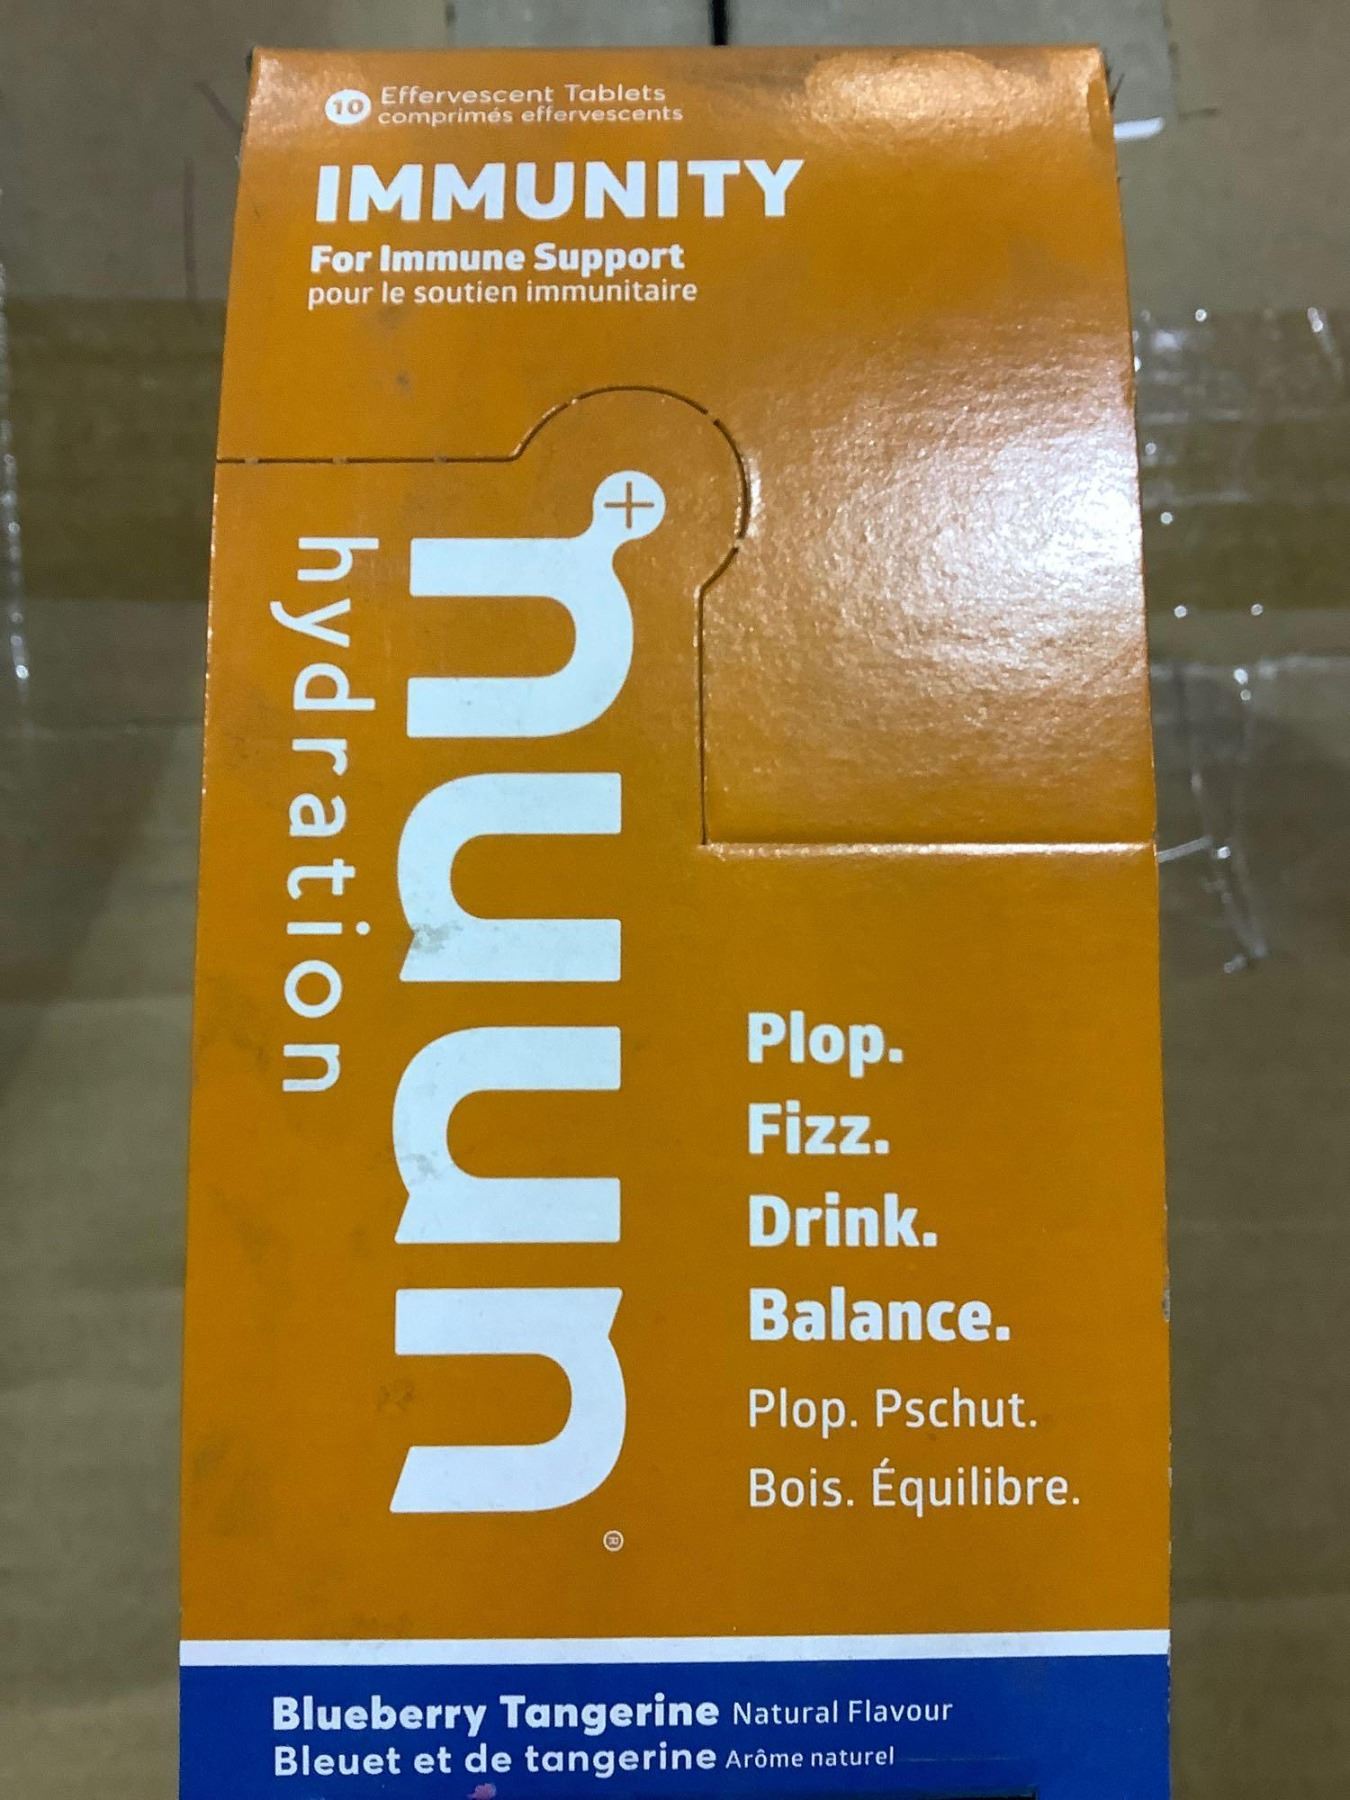 10 Effervescent Tablets
comprimés effervescents
IMMUNITY
For Immune Support
pour le soutien immunitaire
hydration
nuun
®
Plop.
Fizz.
Drink.
Balance.
Plop. Pschut.
Bois. Équilibre.
Blueberry Tangerine Natural Flavour
Bleuet et de tangerine Arôme naturel